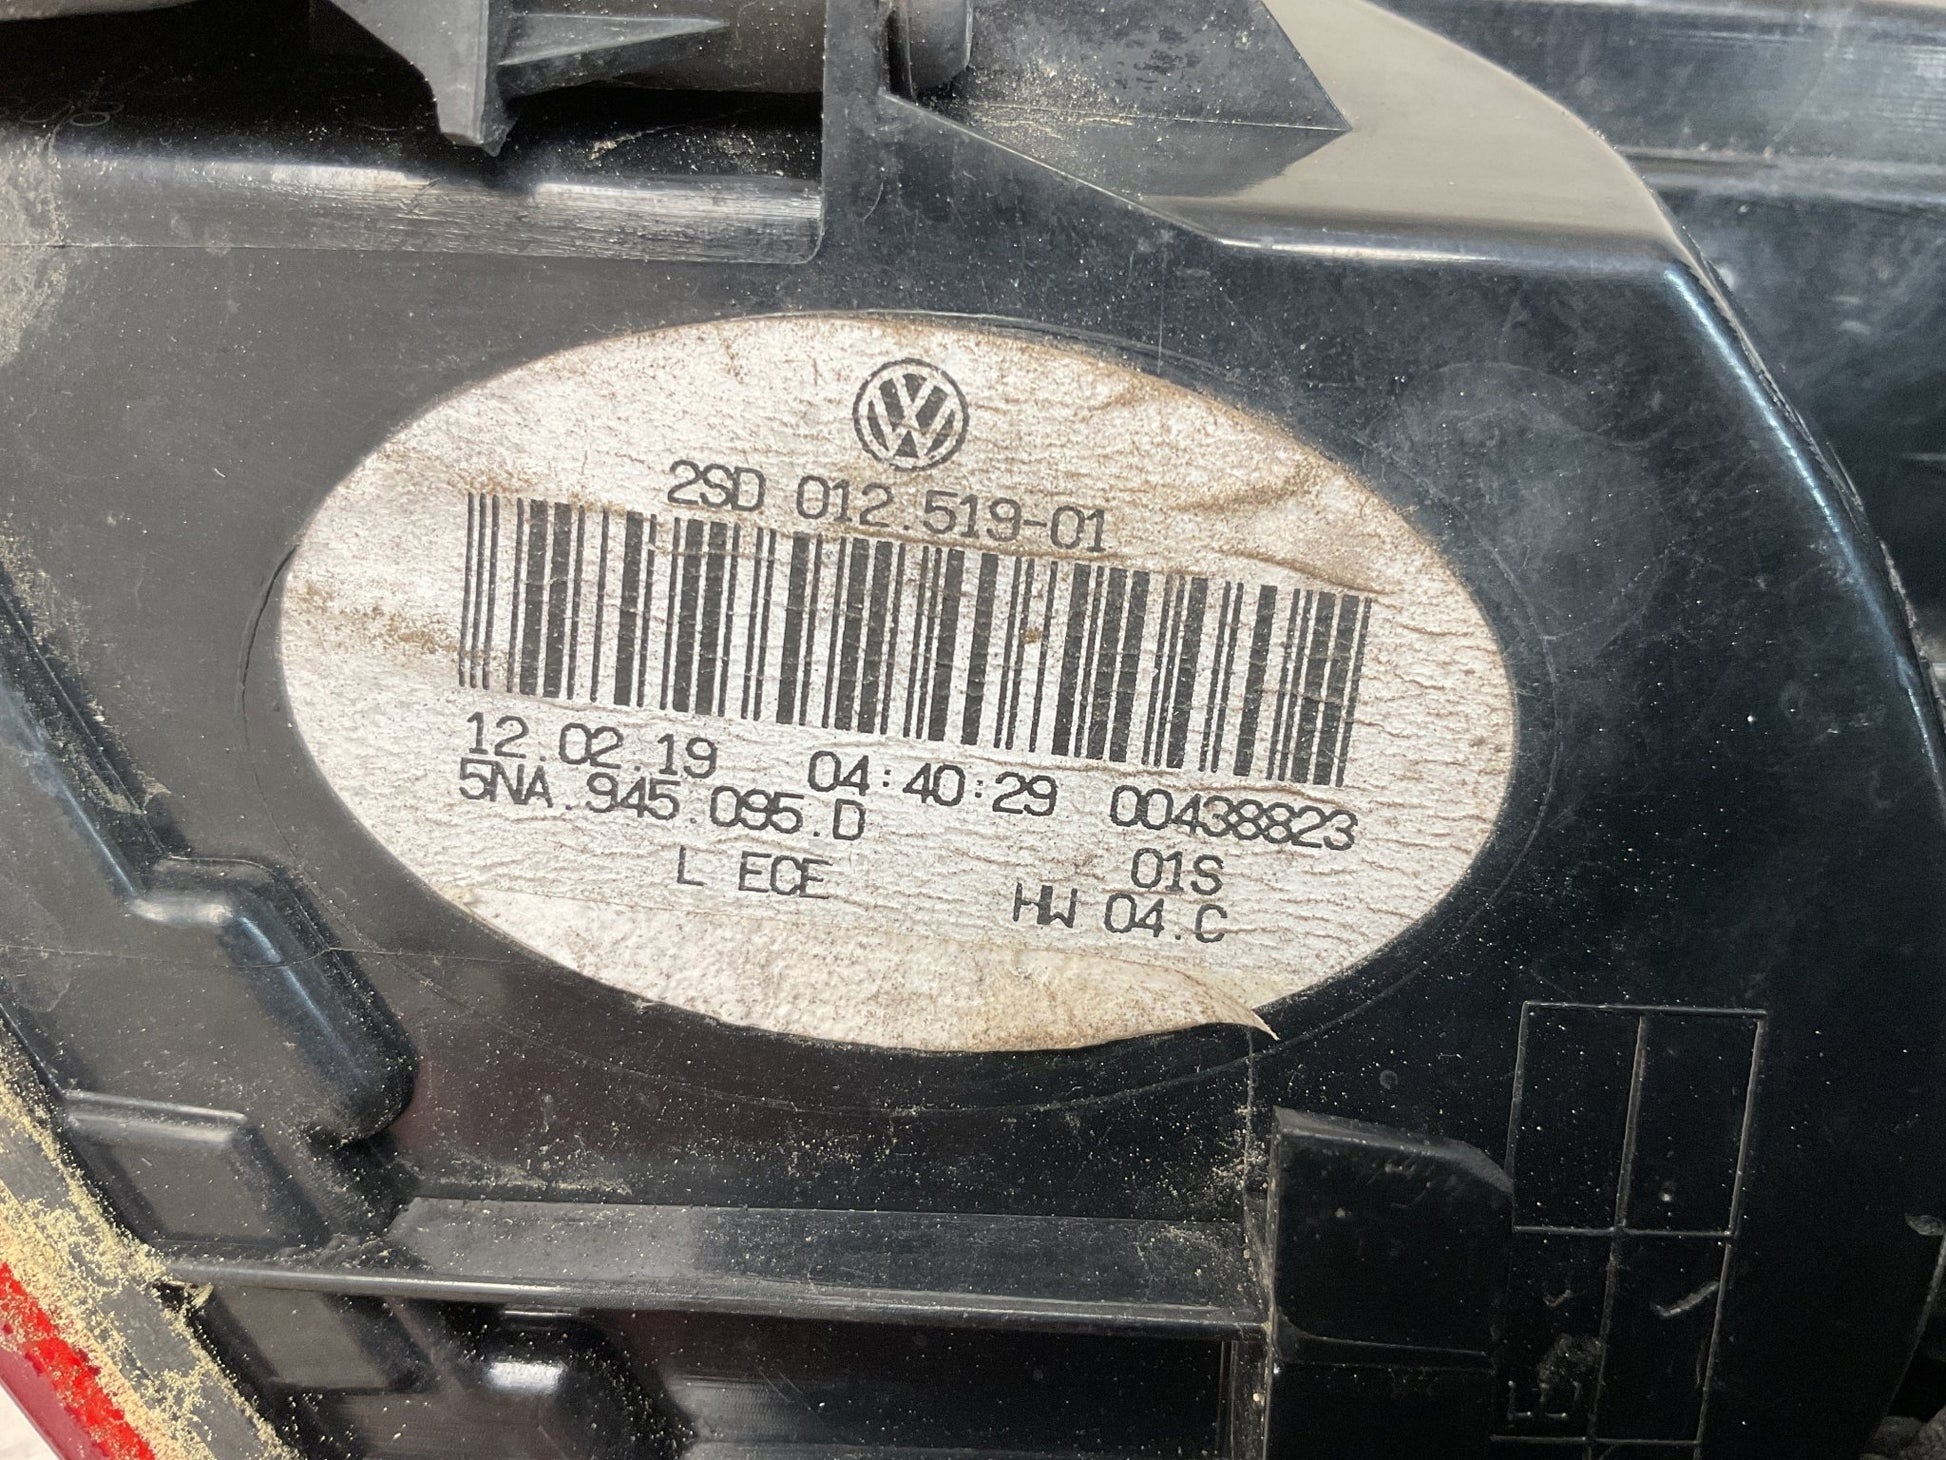 2SD 012.519-01
12.02.19 04:40:29 00438823
5NA.945.095.D
L ECE 01S
HW 04.C